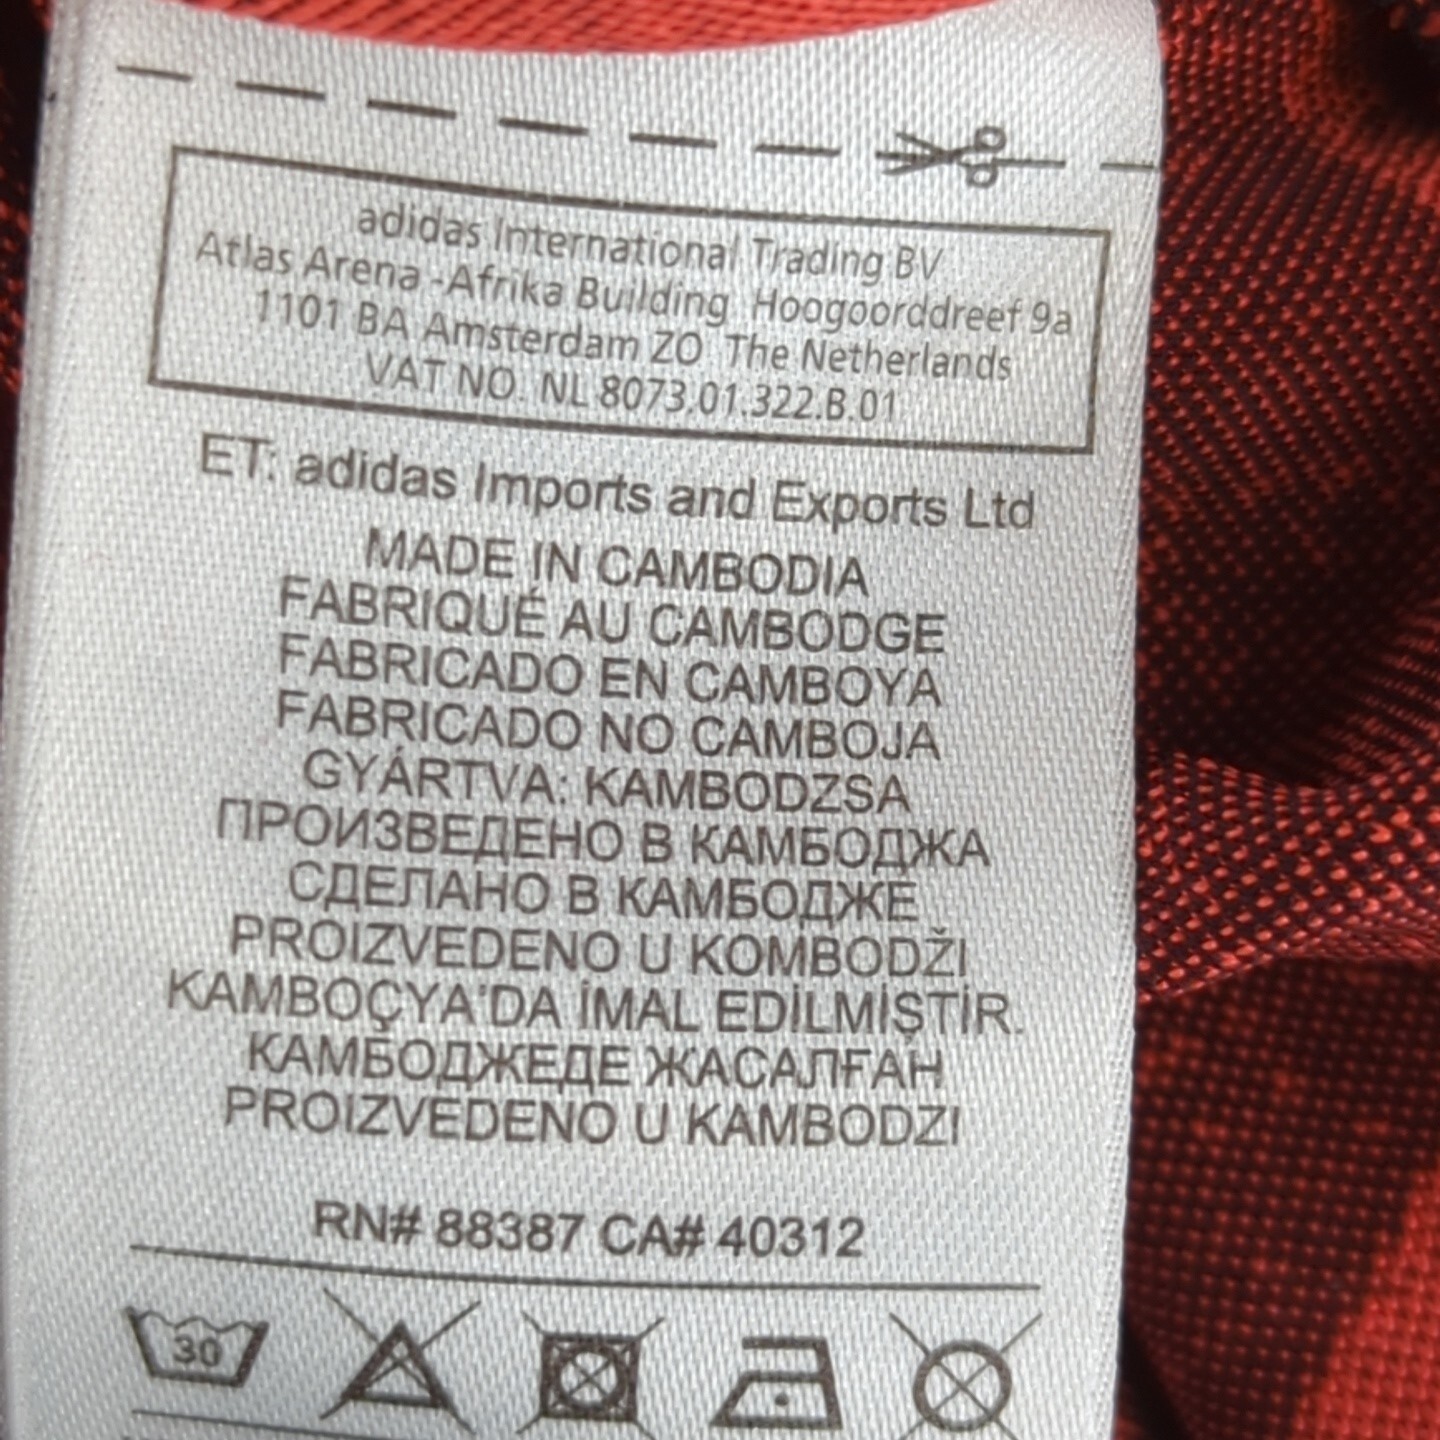 adidas International Trading BV
Atlas Arena -Afrika Building Hoogoorddreef 9a
1101 BA Amsterdam ZO The Netherlands
VAT NO. NL 8073.01.322.B.01
ET: adidas Imports and Exports Ltd
MADE IN CAMBODIA
FABRIQUÉ AU CAMBODGE
FABRICADO EN CAMBOYA
FABRICADO NO CAMBOJA
GYÁRTVA: KAMBODZSA
ПРОИЗВЕДЕНО В КАМБОДЖА
СДЕЛАНО В КАМБОДЖЕ
PROIZVEDENO U KOMBODŽI
KAMBOÇYA'DA İMAL EDİLMİŞTİR.
КАМБОДЖЕДЕ ЖАСАЛҒАН
PROIZVEDENO U KAMBODZI
RN# 88387 CA# 40312
30